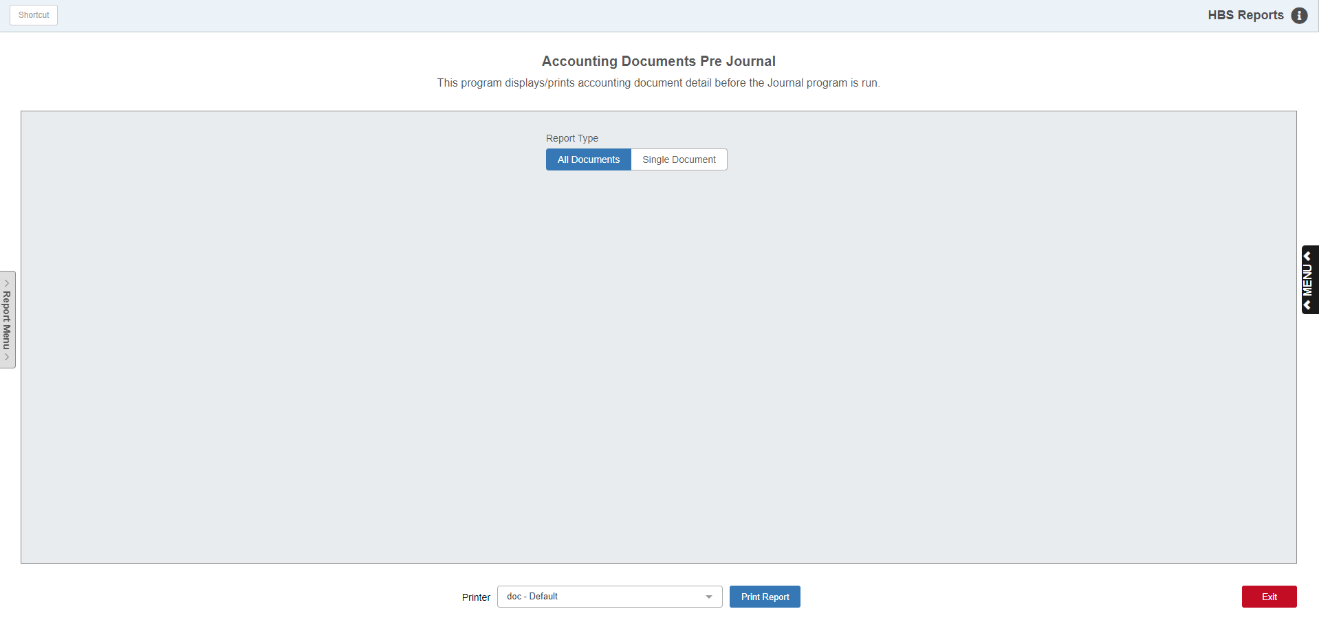 Shortcut
HBS Reports
Accounting Documents Pre Journal
This program displays/prints accounting document detail before the Journal program is run.
Report Type
All Documents Single Document
Report Menu
MENU
Printer doc - Default Print Report Exit